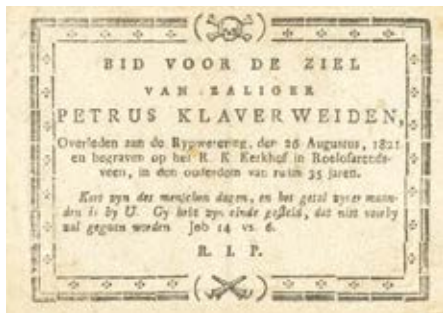 BID VOOR DE ZIEL
VAN ZALIGER
PETRUS KLAVERWEIDEN,
Overleden aan de Rypwetering, den 26 Augustus, 1821
en begraven op het R. K Kerkhof in Roelofarends-
veen, in den ouderdom van ruim 35 jaren.
Kort zyn des menschen dagen, en het getal zyner maan-
den is by U. Gy hebt zyn einde gesteld, dat niet voorby
zal gegaan worden Job 14 vs. 6.
R. I. P.